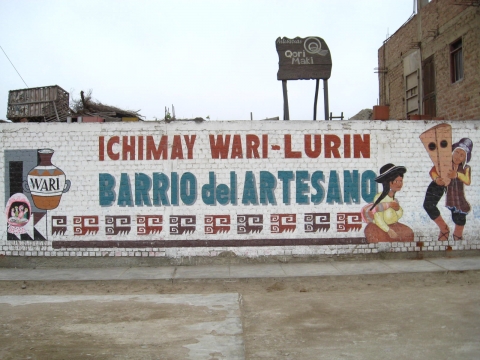 Qori
Maki
ICHIMAY WARI-LURIN
BARRIO del ARTESANO
WARI